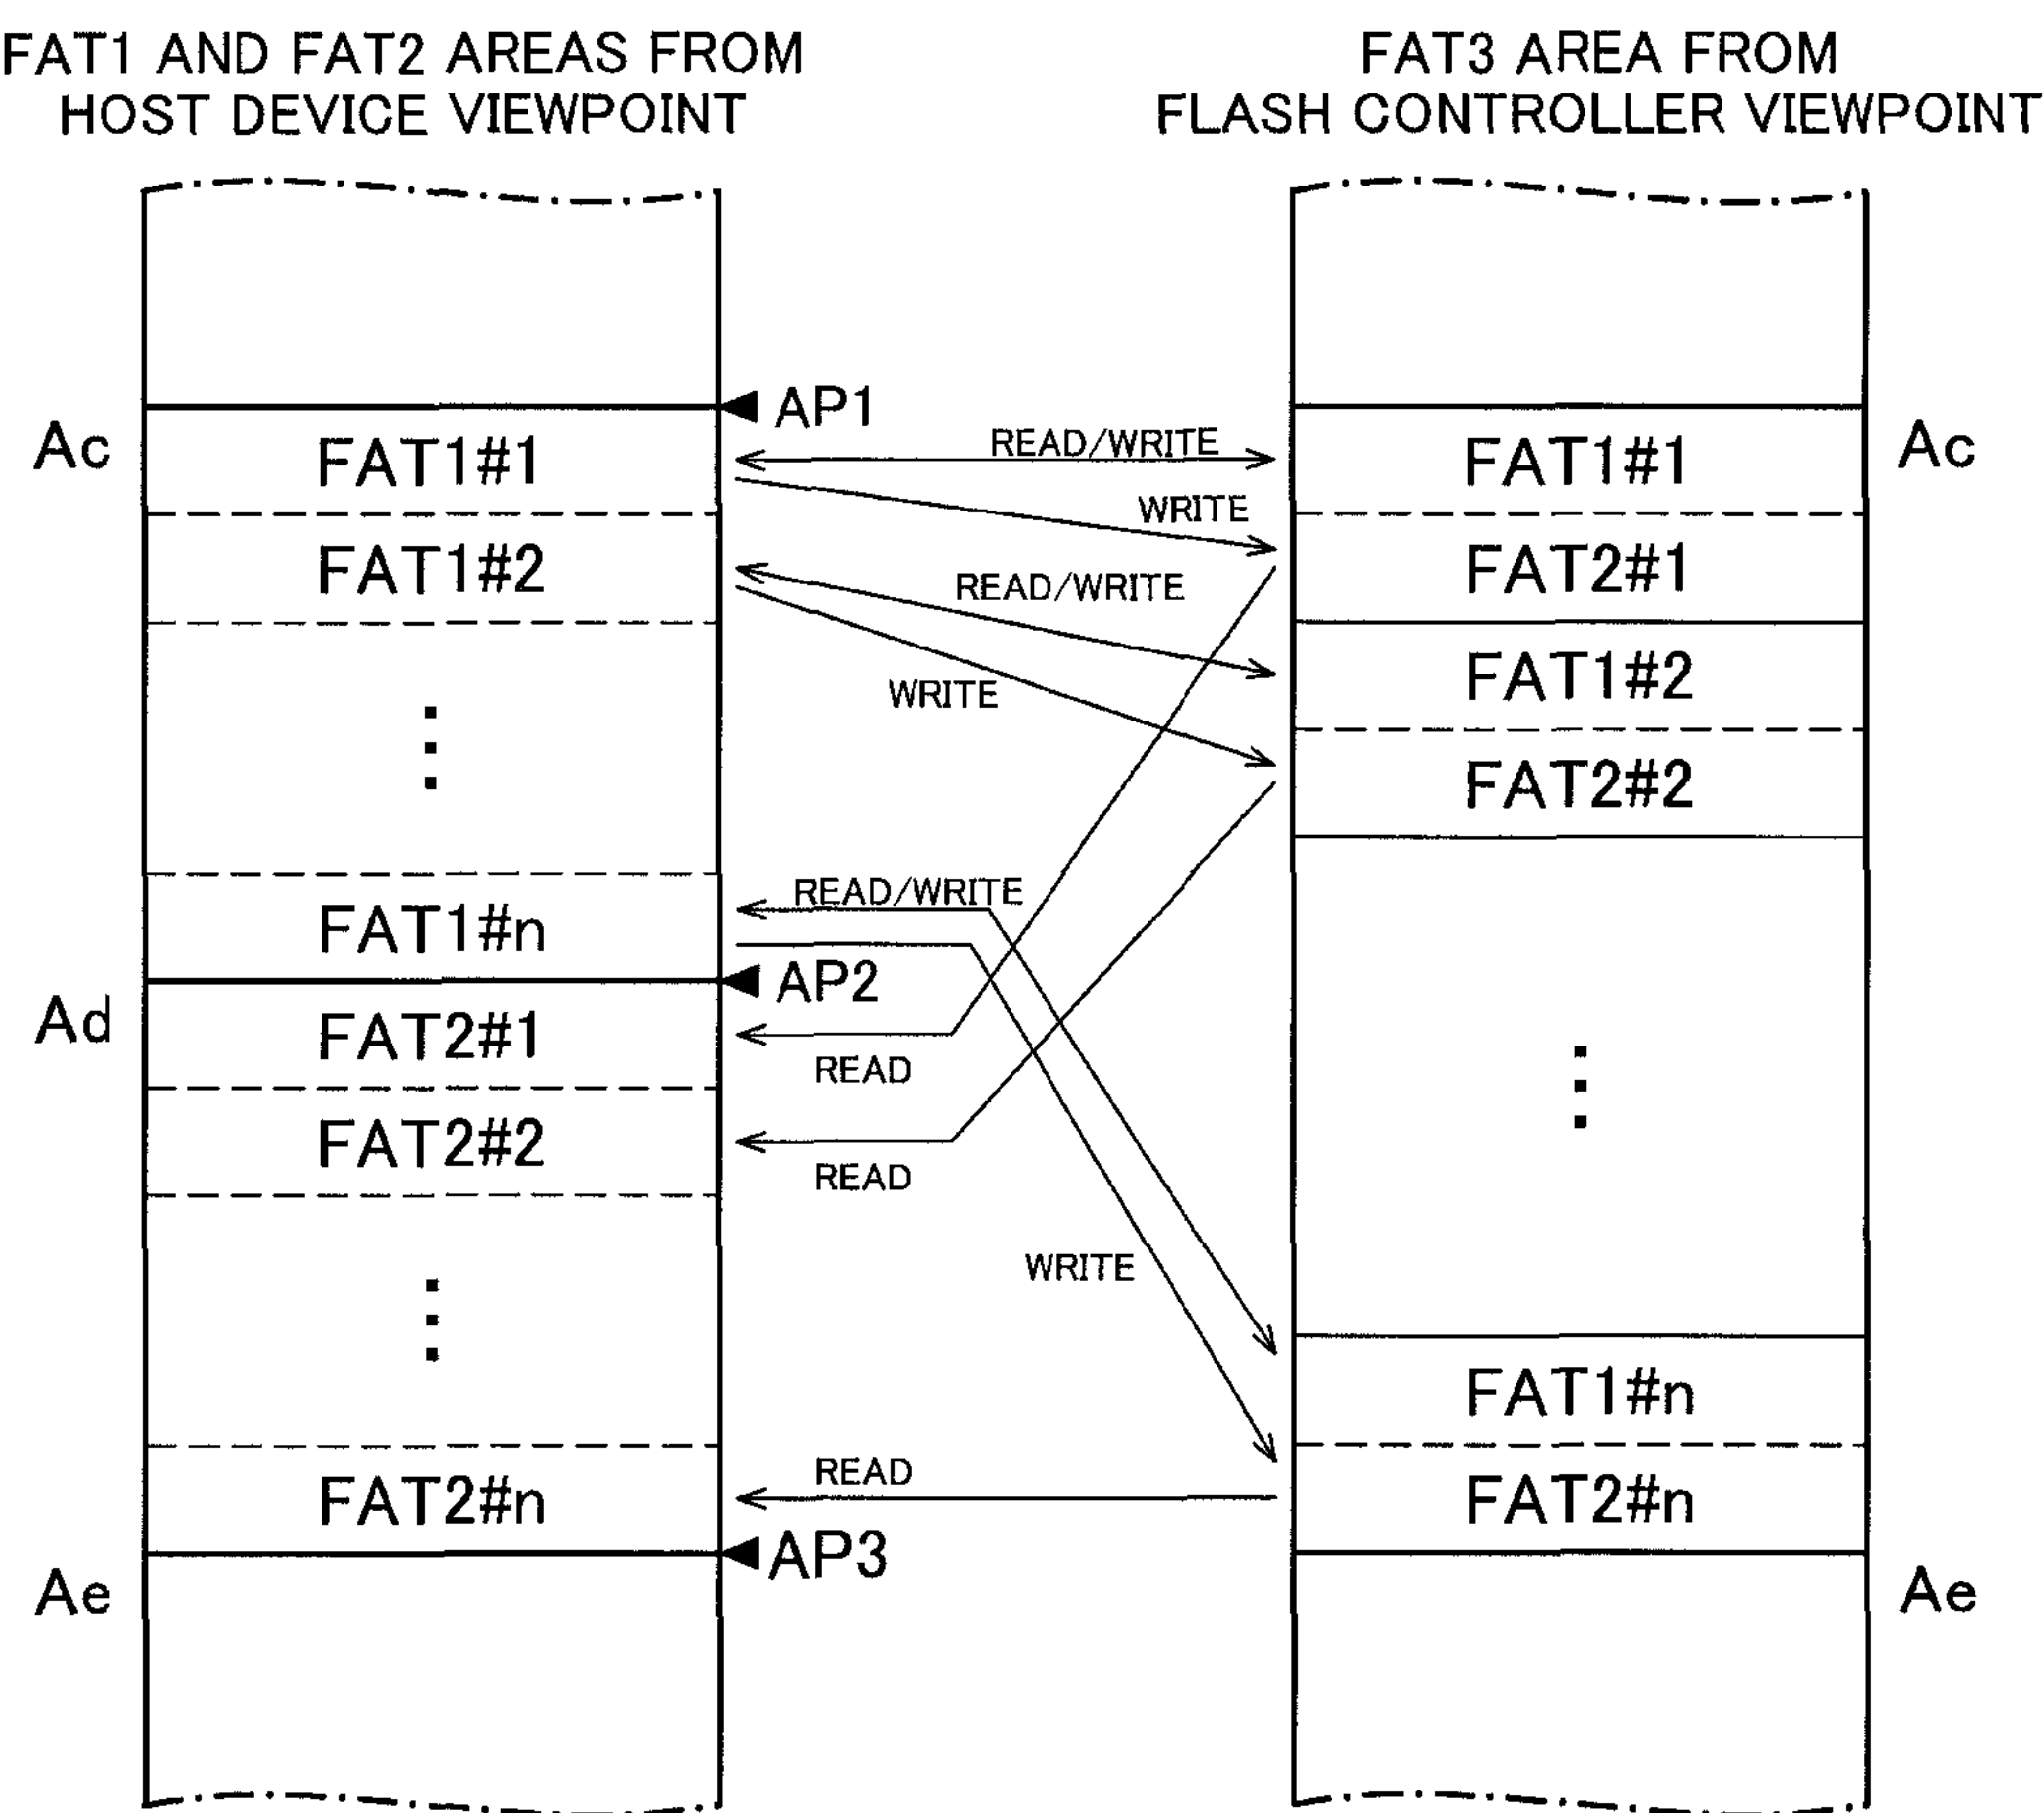 FAT1 AND FAT2 AREAS FROM
HOST DEVICE VIEWPOINT
FAT3 AREA FROM
FLASH CONTROLLER VIEWPOINT
AP1
Ac
FAT1#1
READ/WRITE
FAT1#1
Ac
WRITE
FAT1#2
READ/WRITE
FAT2#1
WRITE
FAT1#2
FAT2#2
READ/WRITE
FAT1#n
AP2
Ad
FAT2#1
READ
FAT2#2
READ
WRITE
FAT1#n
READ
FAT2#n
FAT2#n
AP3
Ae
Ae